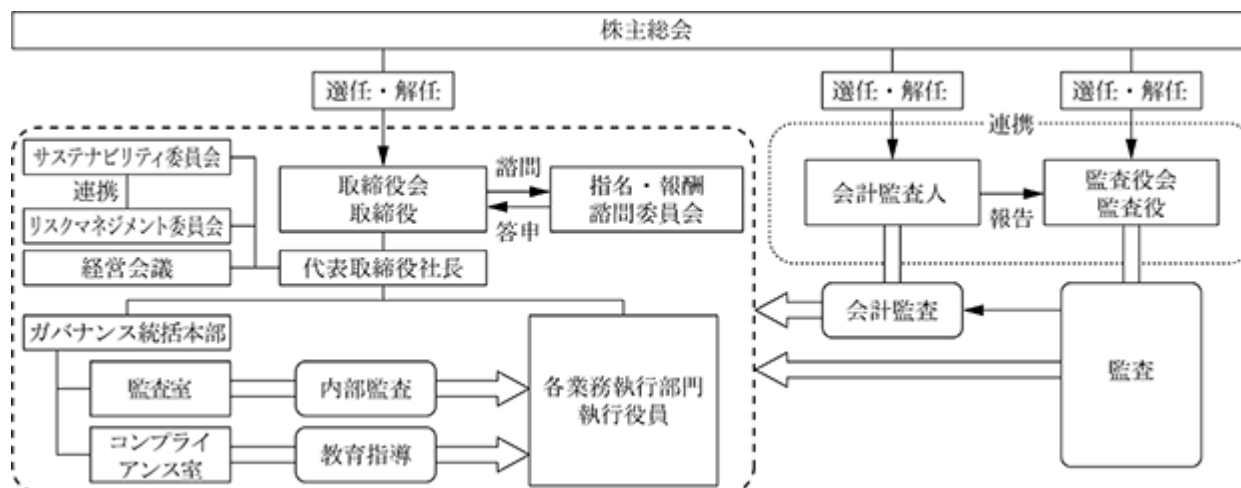 株主総会
選任・解任
選任・解任
選任・解任
連携
サステナビリティ委員会
連携
リスクマネジメント委員会
経営会議
取締役会
取締役
諮問
答申
指名・報酬
諮問委員会
代表取締役社長
会計監査人
報告
監査役会
監査役
ガバナンス統括本部
監査室
内部監査
コンプライ
アンス室
教育指導
各業務執行部門
執行役員
会計監査
監査